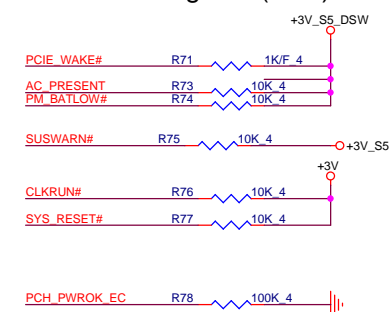 +3V_S5_DSW
PCIE_WAKE# R71 1K/F_4
AC_PRESENT R73 10K_4
PM_BATLOW# R74 10K_4
SUSWARN# R75 10K_4 +3V_S5
+3V
CLKRUN# R76 10K_4
SYS_RESET# R77 10K_4
PCH_PWROK_EC R78 100K_4